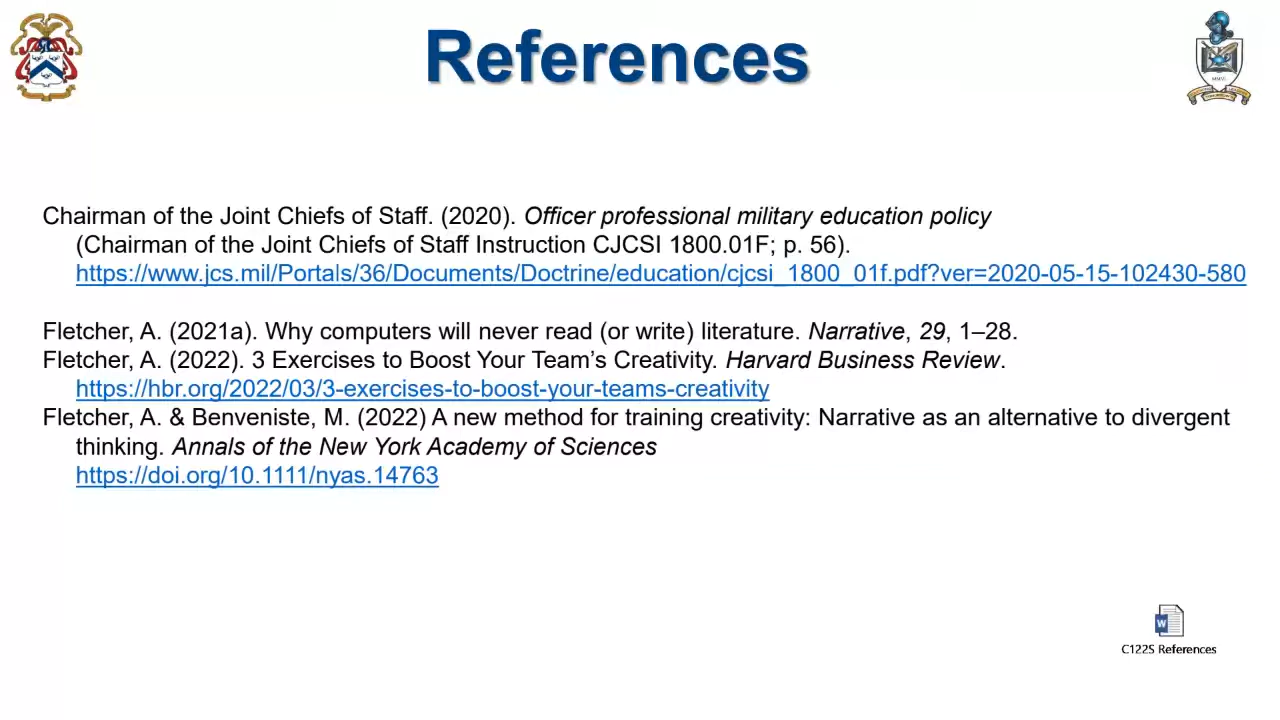 References
Chairman of the Joint Chiefs of Staff. (2020). Officer professional military education policy
(Chairman of the Joint Chiefs of Staff Instruction CJCSI 1800.01F; p. 56).
https://www.jcs.mil/Portals/36/Documents/Doctrine/education/cjcsi_1800_01f.pdf?ver=2020-05-15-102430-580
Fletcher, A. (2021a). Why computers will never read (or write) literature. Narrative, 29, 1–28.
Fletcher, A. (2022). 3 Exercises to Boost Your Team’s Creativity. Harvard Business Review.
https://hbr.org/2022/03/3-exercises-to-boost-your-teams-creativity
Fletcher, A. & Benveniste, M. (2022) A new method for training creativity: Narrative as an alternative to divergent
thinking. Annals of the New York Academy of Sciences
https://doi.org/10.1111/nyas.14763
W
C122S References